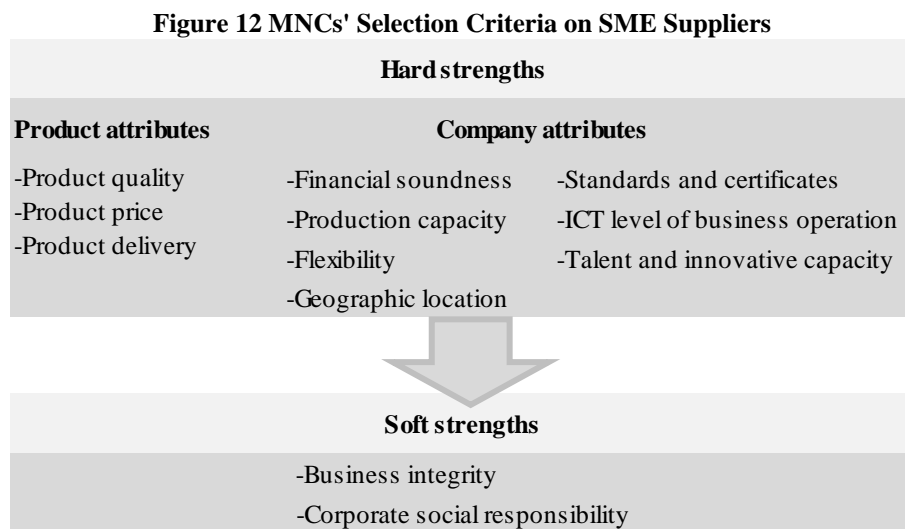 Figure 12 MNCs' Selection Criteria on SME Suppliers
Hard strengths
Product attributes
-Product quality
-Product price
-Product delivery
Company attributes
-Financial soundness
-Production capacity
-Flexibility
-Geographic location
-Standards and certificates
-ICT level of business operation
-Talent and innovative capacity
Soft strengths
-Business integrity
-Corporate social responsibility